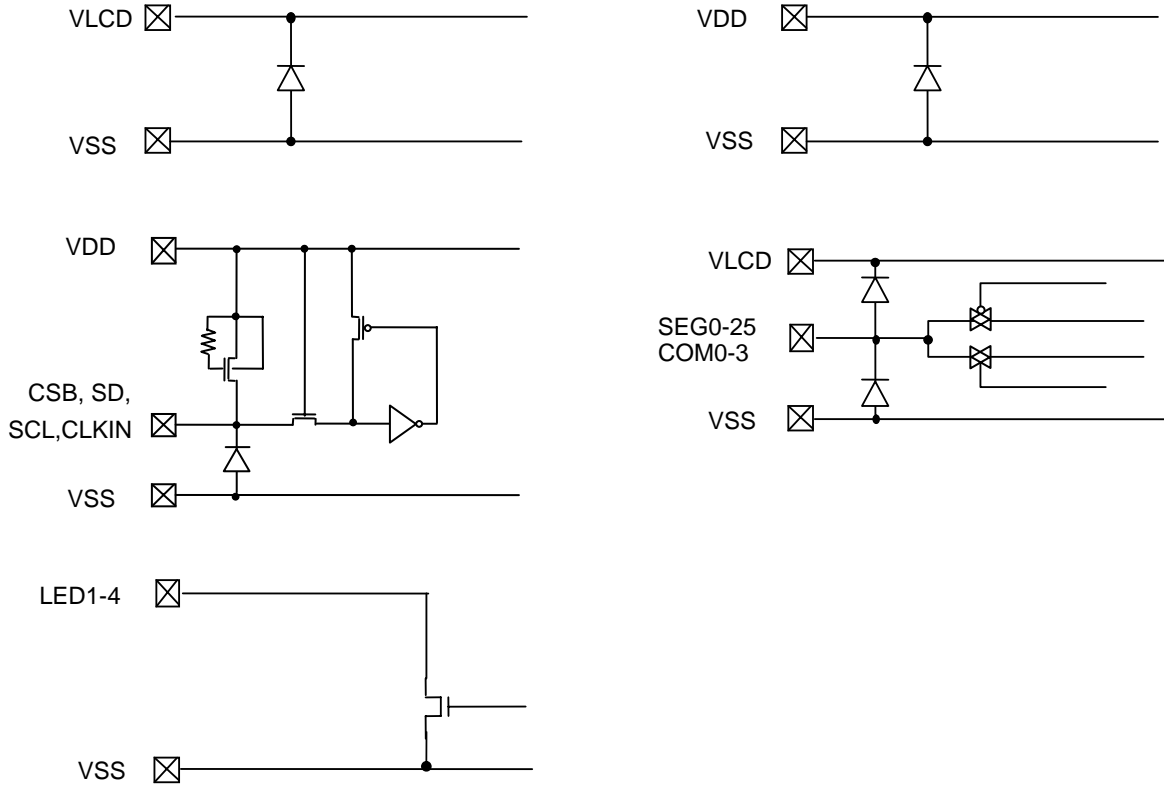 VLCD
VSS
VDD
VSS
VDD
CSB, SD,
SCL,CLKIN
VSS
VLCD
SEG0-25
COM0-3
VSS
LED1-4
VSS